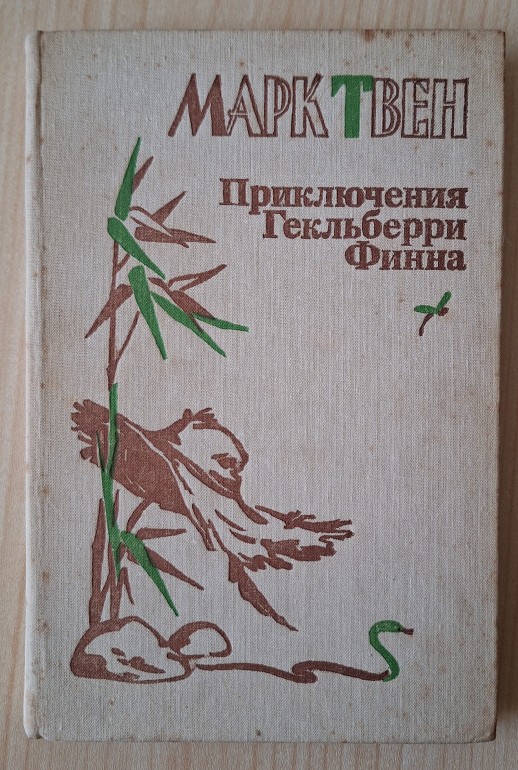 МАРК ТВЕН
Приключения
Гекльберри
Финна